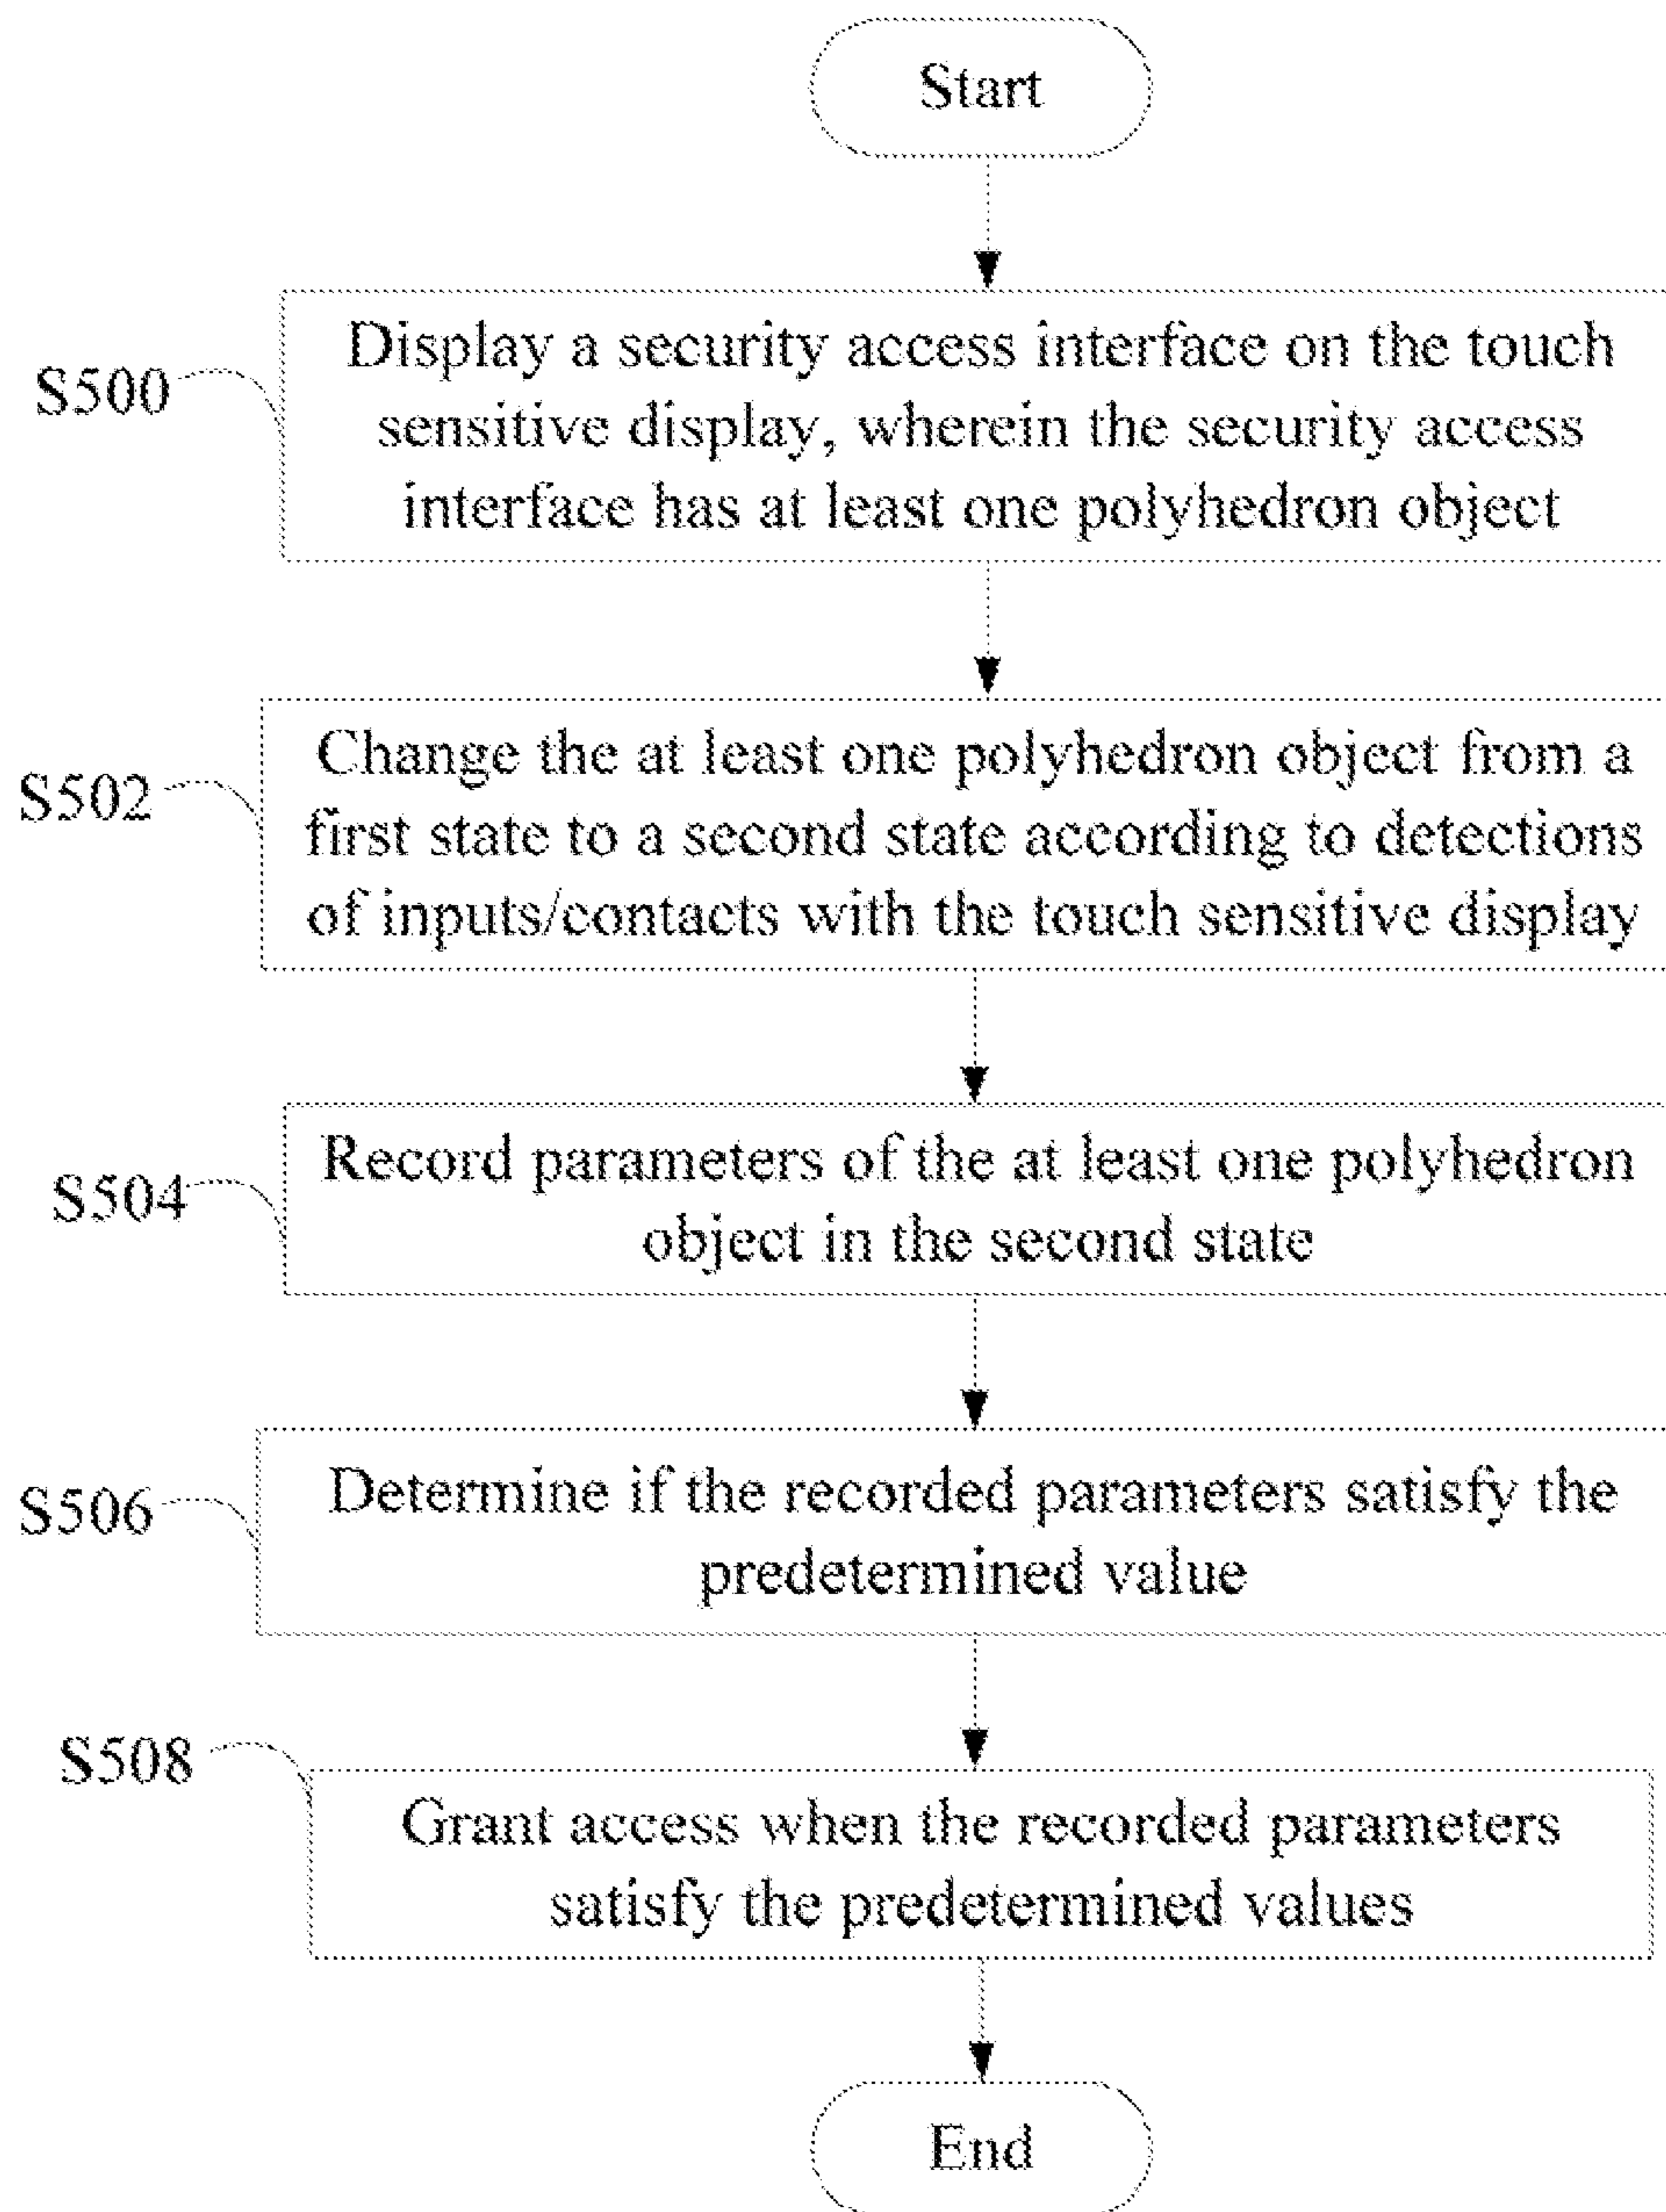 Start
S500
Display a security access interface on the touch
sensitive display, wherein the security access
interface has at least one polyhedron object
S502
Change the at least one polyhedron object from a
first state to a second state according to detections
of inputs/contacts with the touch sensitive display
S504
Record parameters of the at least one polyhedron
object in the second state
S506
Determine if the recorded parameters satisfy the
predetermined value
S508
Grant access when the recorded parameters
satisfy the predetermined values
End